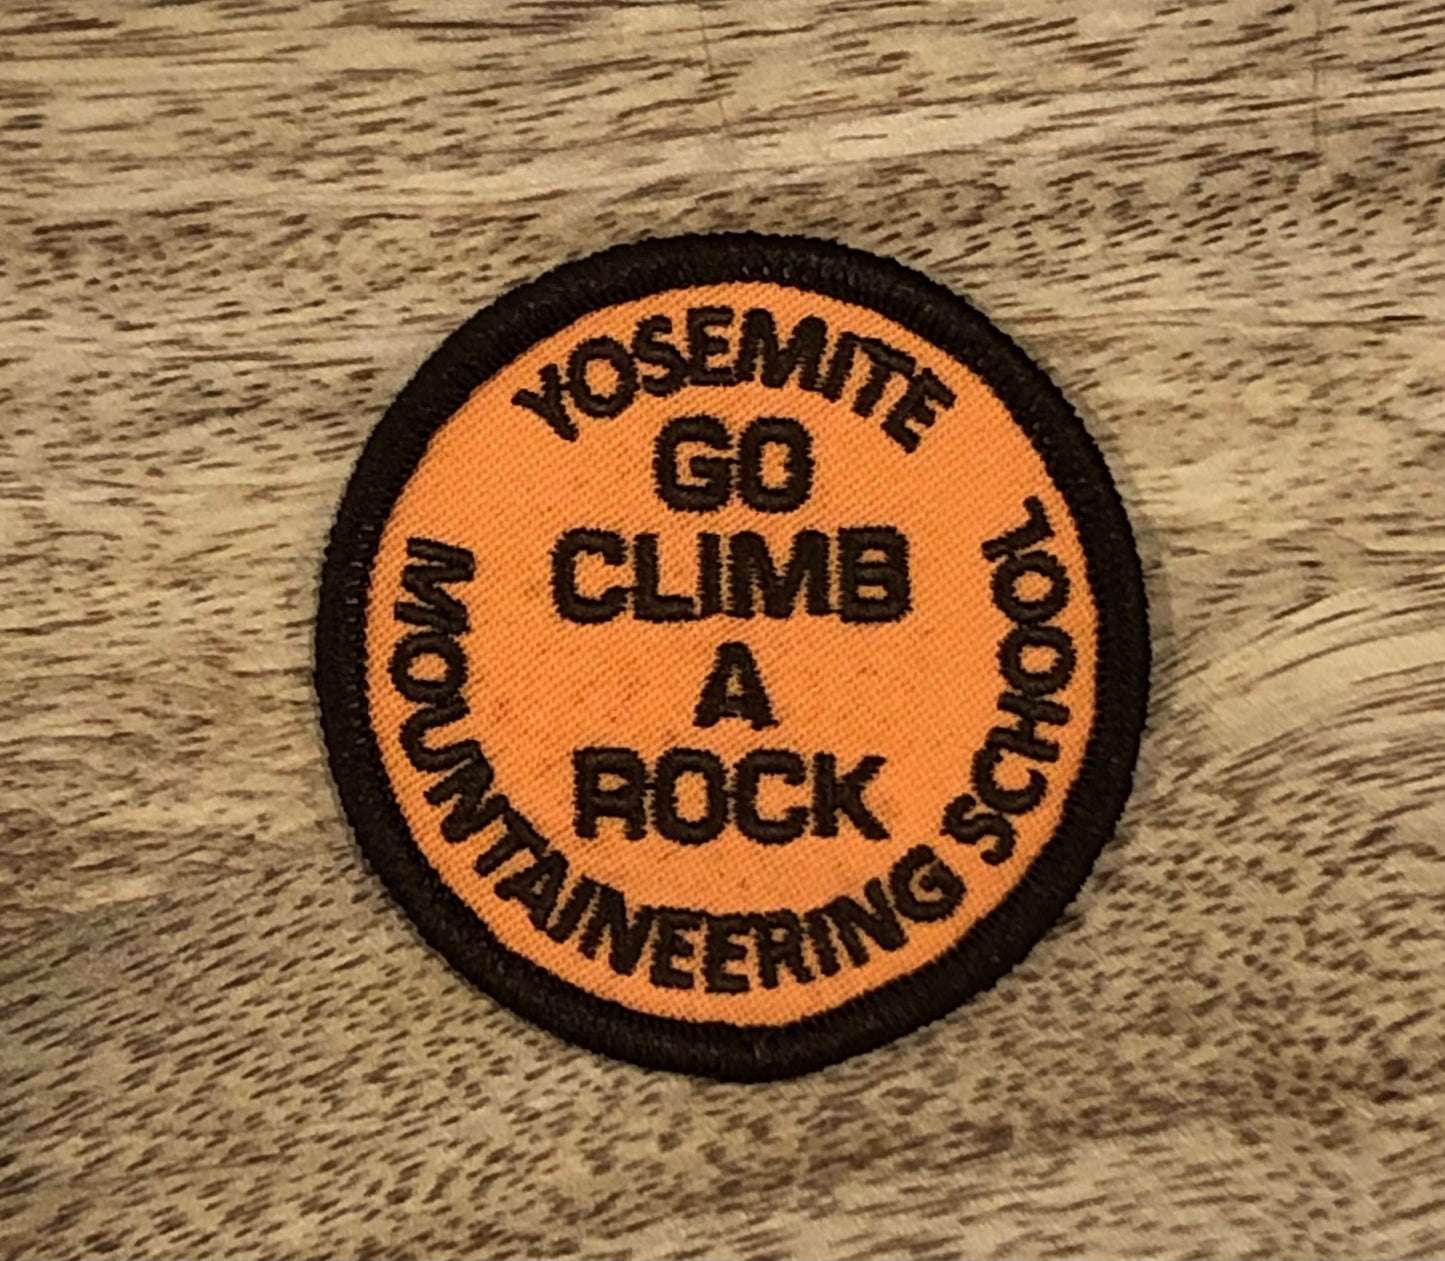 YOSEMITE
GO
CLIMB
A
ROCK
MOUNTAINEERING SCHOOL